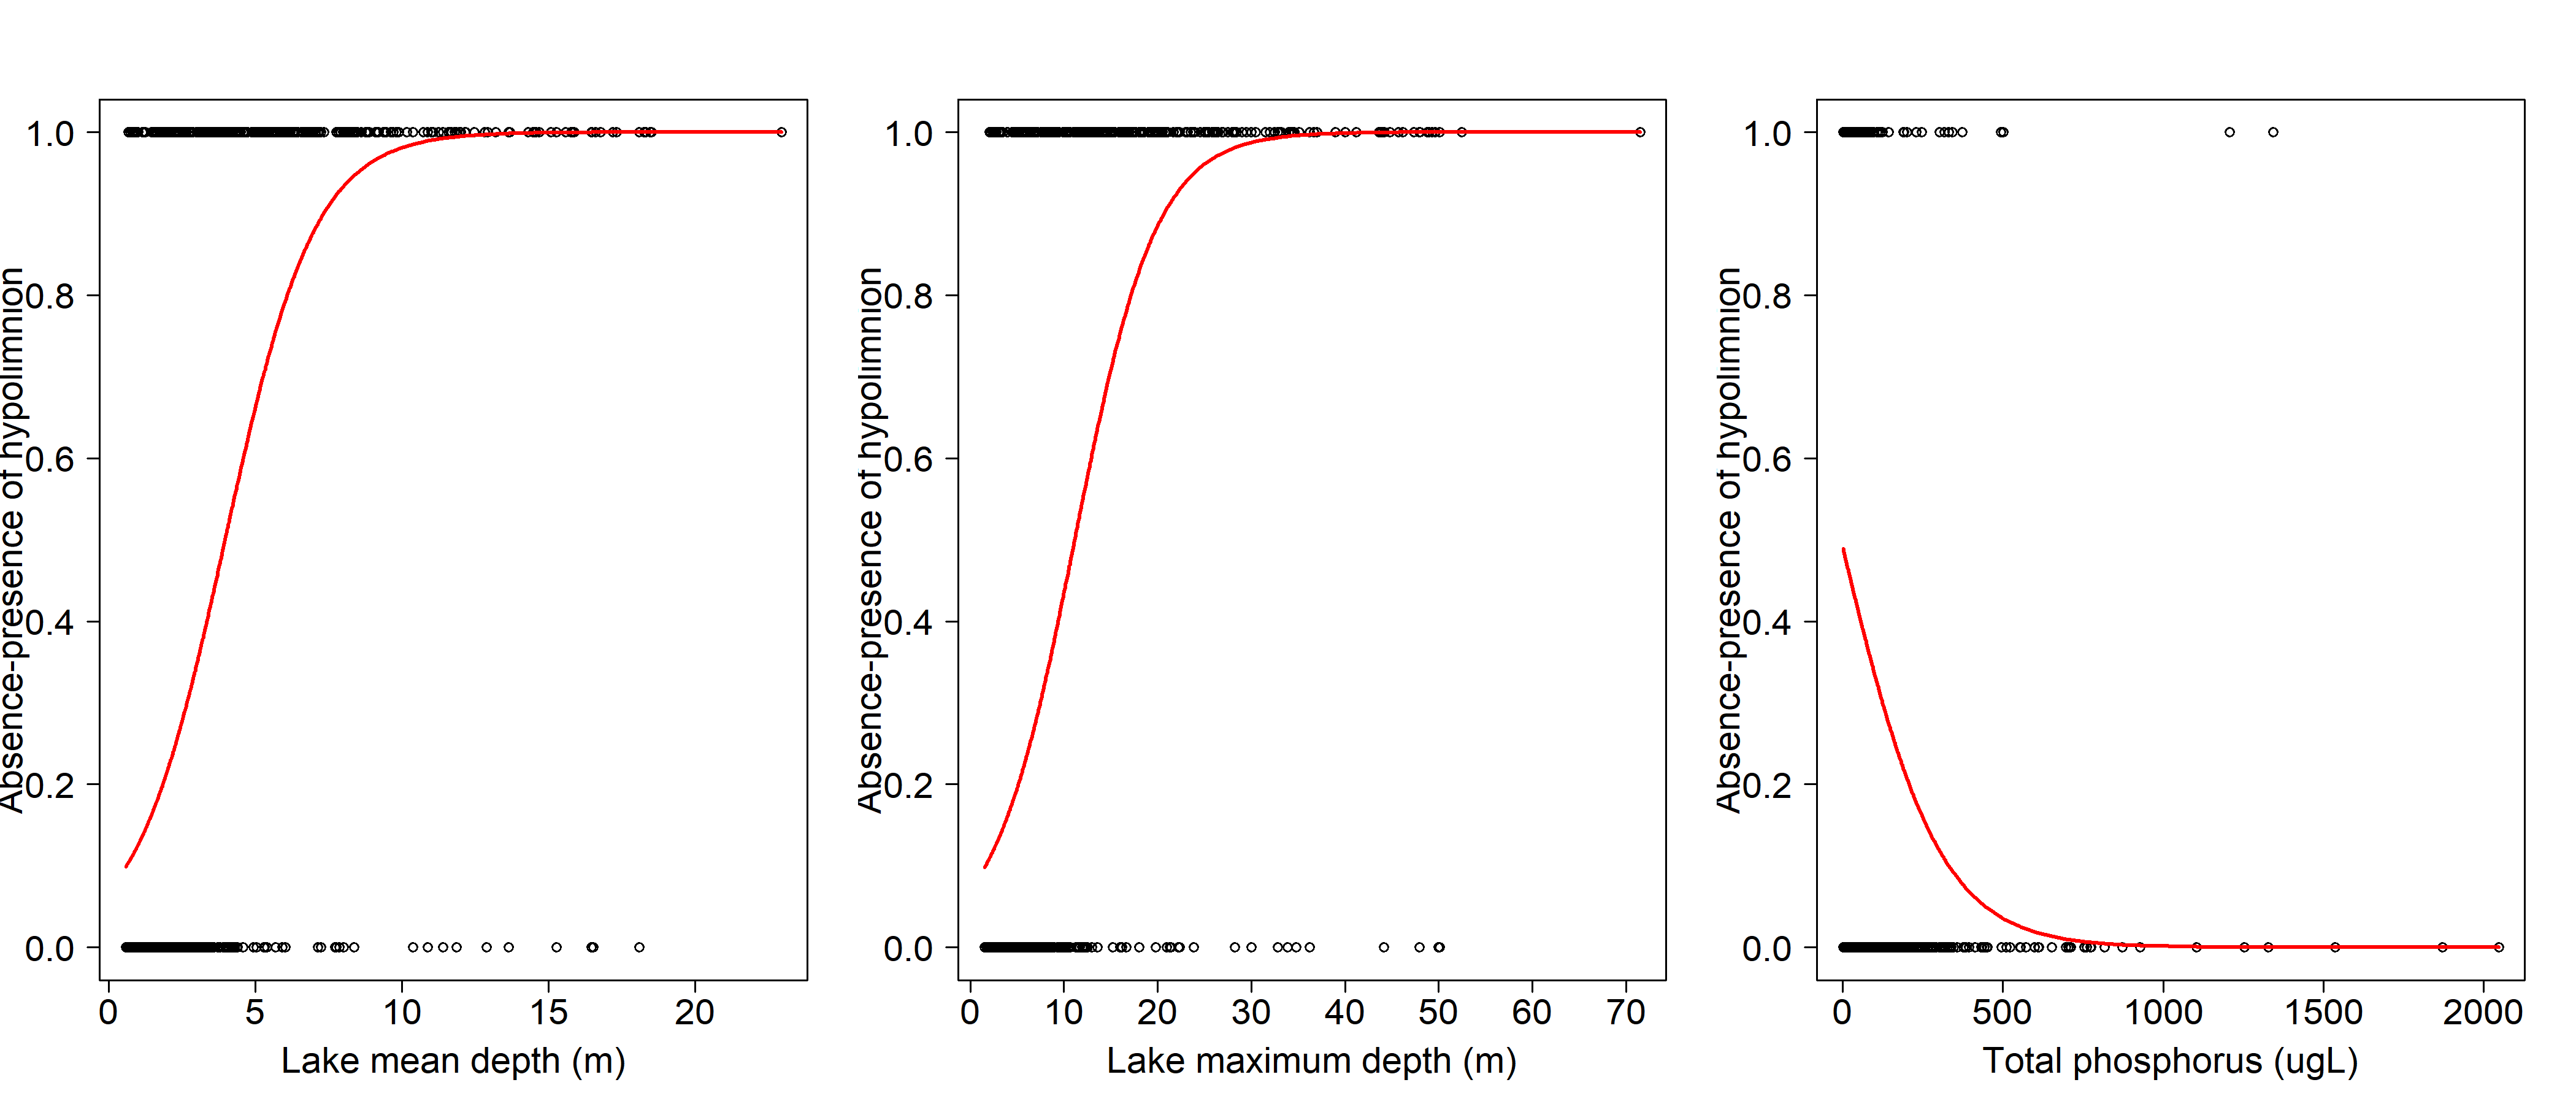 Absence-presence of hypolimnion
1.0
0.8
0.6
0.4
0.2
0.0
0 5 10 15 20
Lake mean depth (m)
Absence-presence of hypolimnion
1.0
0.8
0.6
0.4
0.2
0.0
0 10 20 30 40 50 60 70
Lake maximum depth (m)
Absence-presence of hypolimnion
1.0
0.8
0.6
0.4
0.2
0.0
0 500 1000 1500 2000
Total phosphorus (ugL)